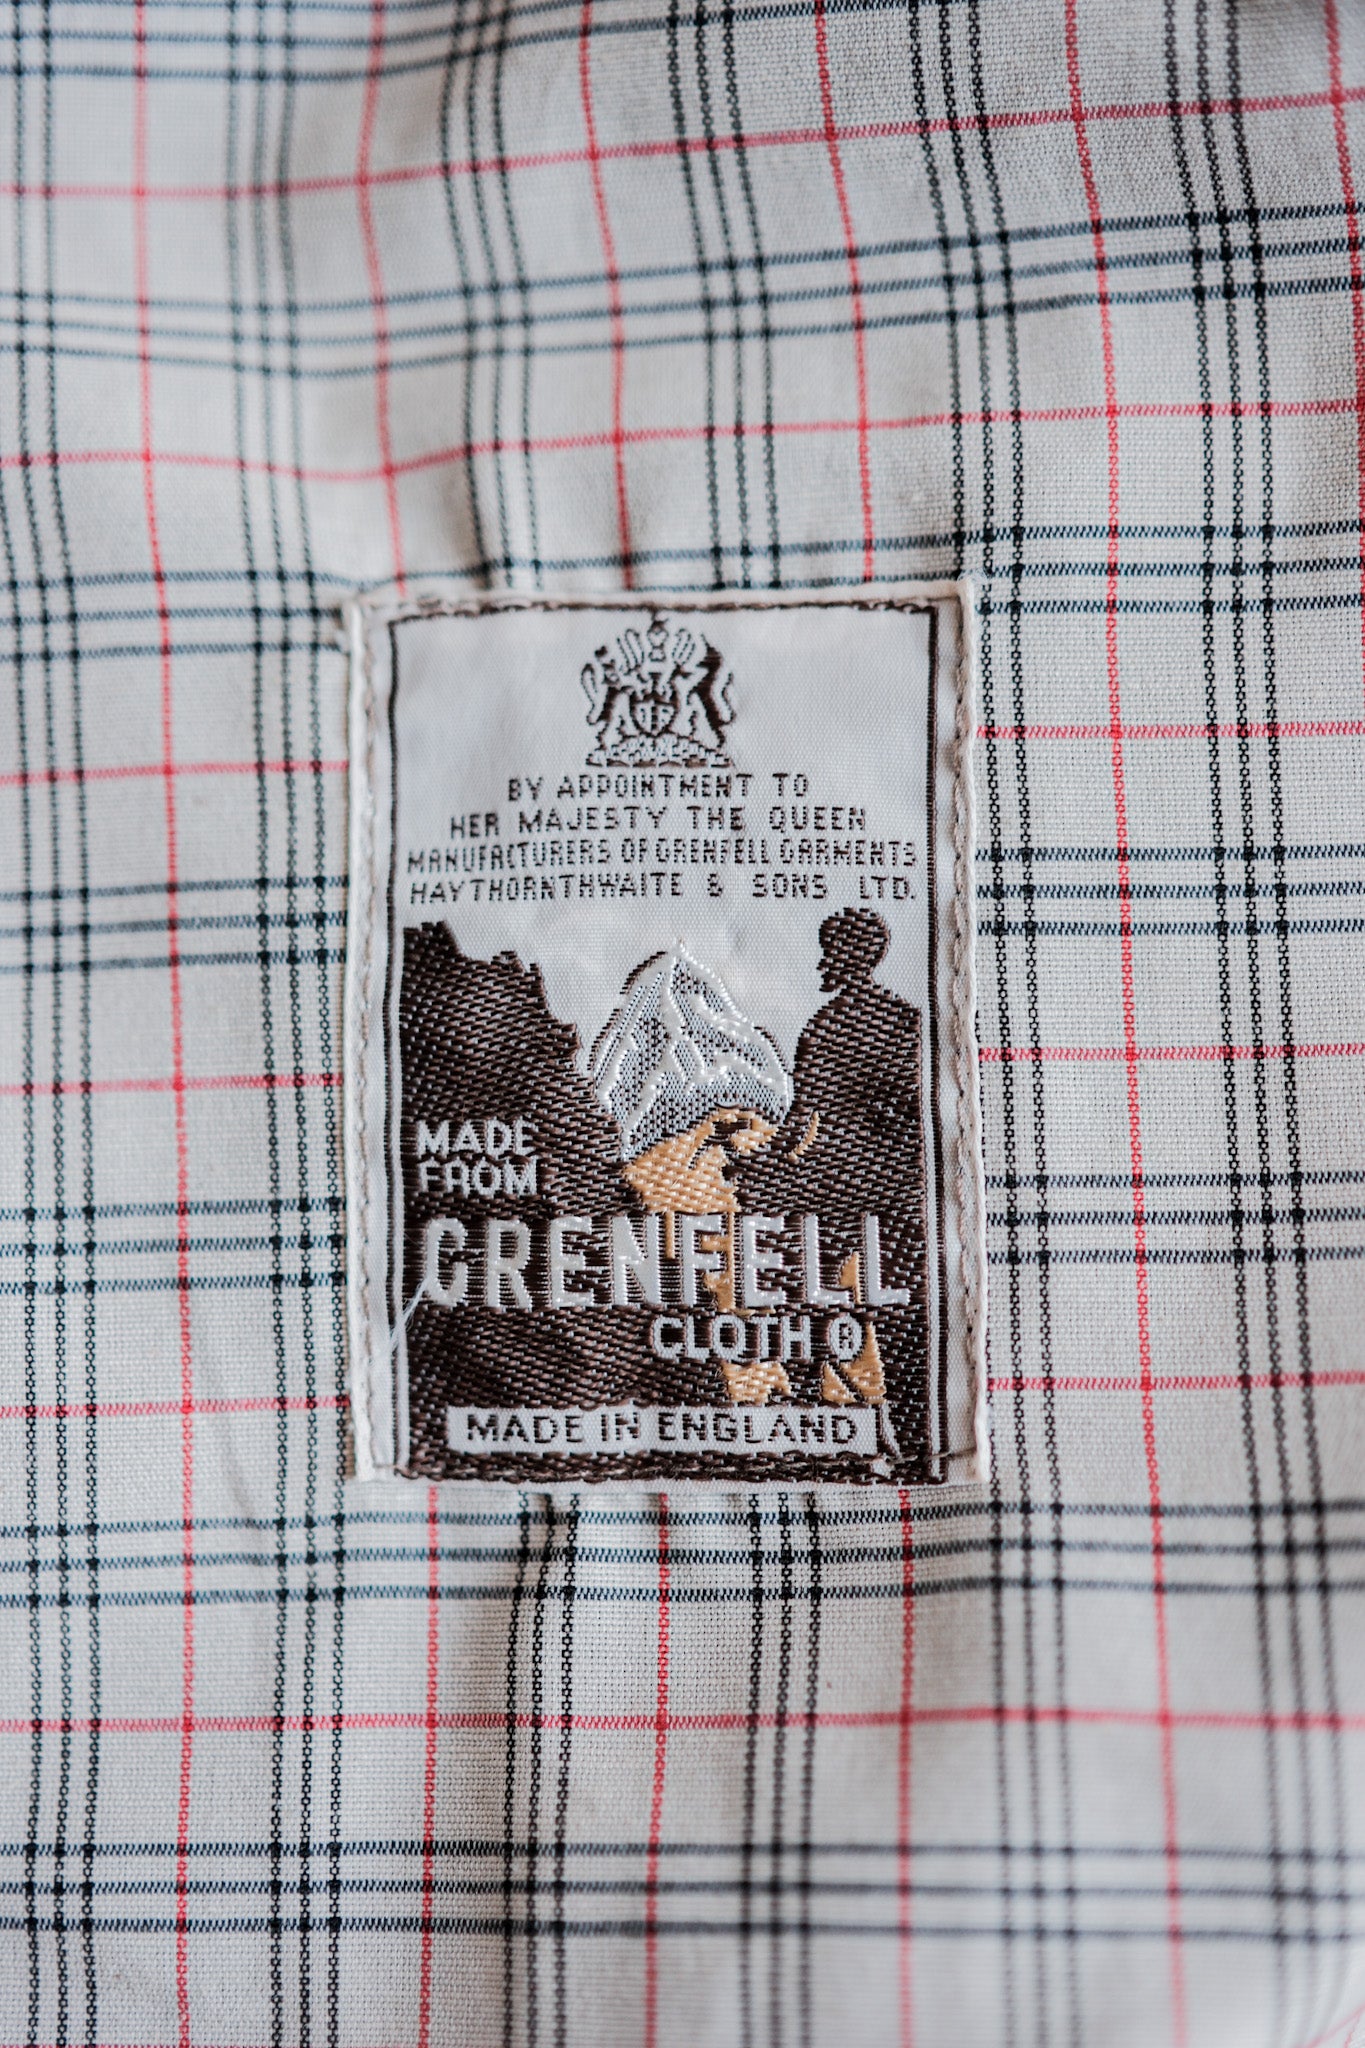 BY APPOINTMENT TO
HER MAJESTY THE QUEEN
MANUFACTURERS OF GRENFELL GARMENTS
HAYTHORNTHWAITE & SONS LTD.
MADE
FROM
GRENFELL
CLOTH ®
MADE IN ENGLAND